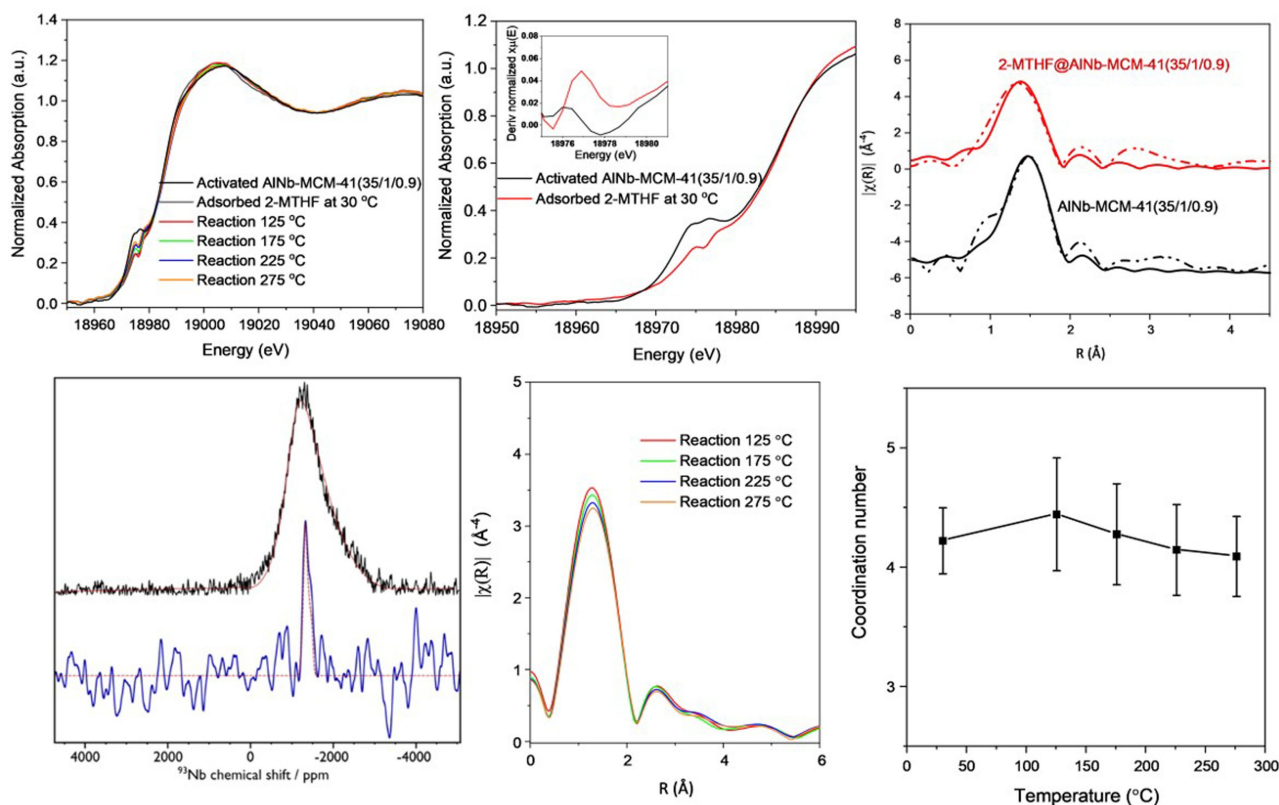 Normalized Absorption (a.u.)
1.4
1.2
1.0
0.8
0.6
0.4
0.2
0.0
Activated AlNb-MCM-41(35/1/0.9)
Adsorbed 2-MTHF at 30 °C
Reaction 125 °C
Reaction 175 °C
Reaction 225 °C
Reaction 275 °C
18960 18980 19000 19020 19040 19060 19080
Energy (eV)
Normalized Absorption (a.u.)
1.2
1.0
0.8
0.6
0.4
0.2
0.0
Deriv normalized xμ(E)
0.08
0.06
0.04
0.02
0.00
18976 18978 18980
Energy (eV)
Activated AlNb-MCM-41(35/1/0.9)
Adsorbed 2-MTHF at 30 °C
18950 18960 18970 18980 18990
Energy (eV)
|χ(R)| (Å-4)
8
6
4
2
0
-2
-4
-6
-8
2-MTHF@AlNb-MCM-41(35/1/0.9)
AlNb-MCM-41(35/1/0.9)
0 1 2 3 4
R (Å)
4000 2000 0 -2000 -4000
93Nb chemical shift / ppm
|χ(R)| (Å-4)
5
4
3
2
1
0
Reaction 125 °C
Reaction 175 °C
Reaction 225 °C
Reaction 275 °C
0 2 4 6
R (Å)
Coordination number
5
4
3
0 50 100 150 200 250 300
Temperature (°C)